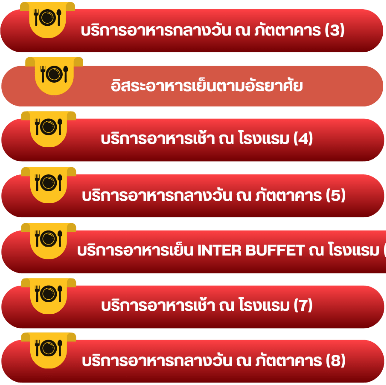 บริการอาหารกลางวัน ณ ภัตตาคาร (3)
อิสระอาหารเย็นตามอัธยาศัย
บริการอาหารเช้า ณ โรงแรม (4)
บริการอาหารกลางวัน ณ ภัตตาคาร (5)
บริการอาหารเย็น INTER BUFFET ณ โรงแรม (
บริการอาหารเช้า ณ โรงแรม (7)
บริการอาหารกลางวัน ณ ภัตตาคาร (8)